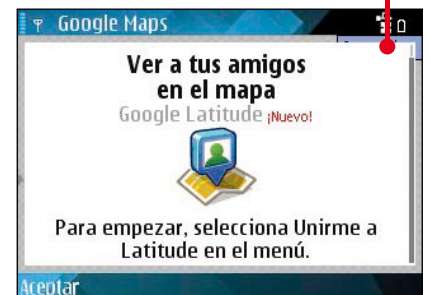 Google Maps
Ver a tus amigos
en el mapa
Google Latitude ¡Nuevo!
Para empezar, selecciona Unirme a
Latitude en el menú.
Aceptar